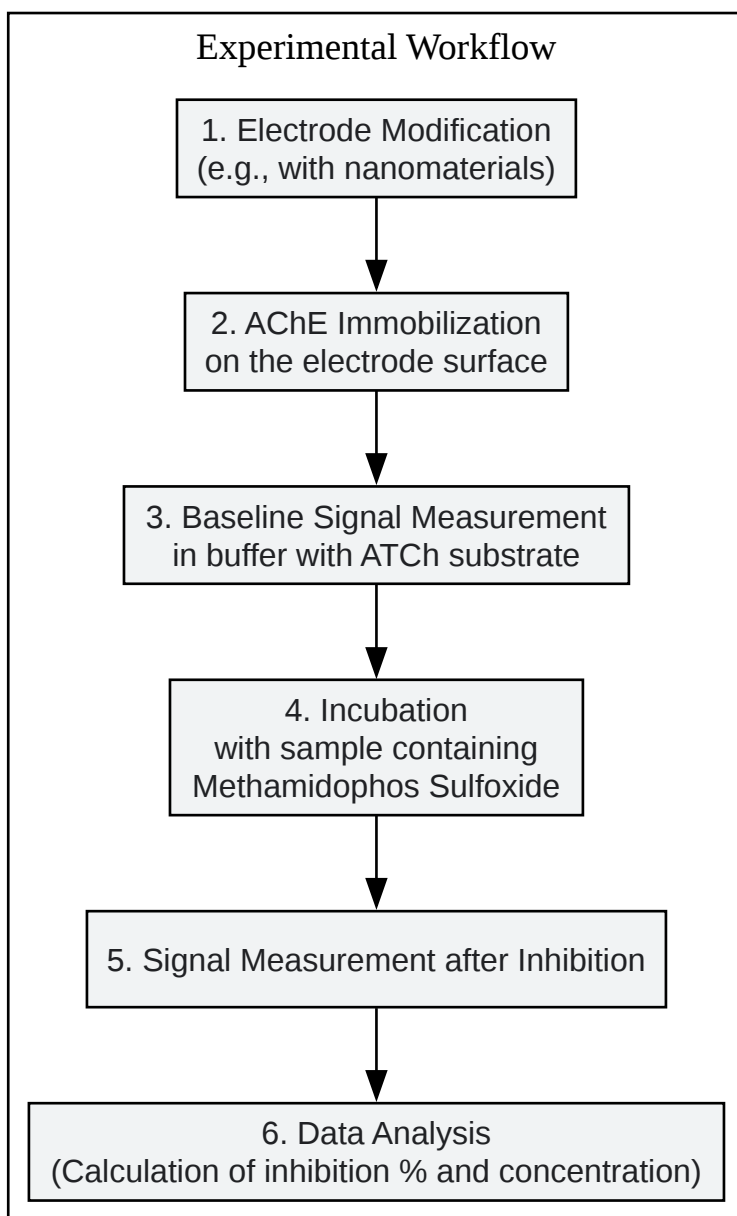 Experimental Workflow
1. Electrode Modification
(e.g., with nanomaterials)
2. AChE Immobilization
on the electrode surface
3. Baseline Signal Measurement
in buffer with ATCh substrate
4. Incubation
with sample containing
Methamidophos Sulfoxide
5. Signal Measurement after Inhibition
6. Data Analysis
(Calculation of inhibition % and concentration)